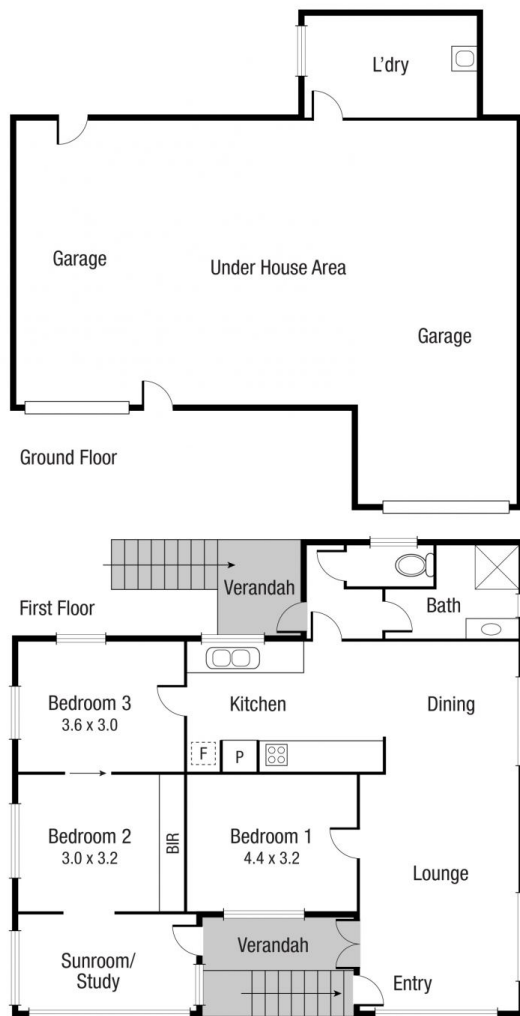 L'dry
Garage
Under House Area
Garage
Ground Floor
Verandah
First Floor
Bath
Bedroom 3
3.6 x 3.0
Kitchen
Dining
F
P
Bedroom 2
3.0 x 3.2
BIR
Bedroom 1
4.4 x 3.2
Lounge
Sunroom/
Study
Verandah
Entry